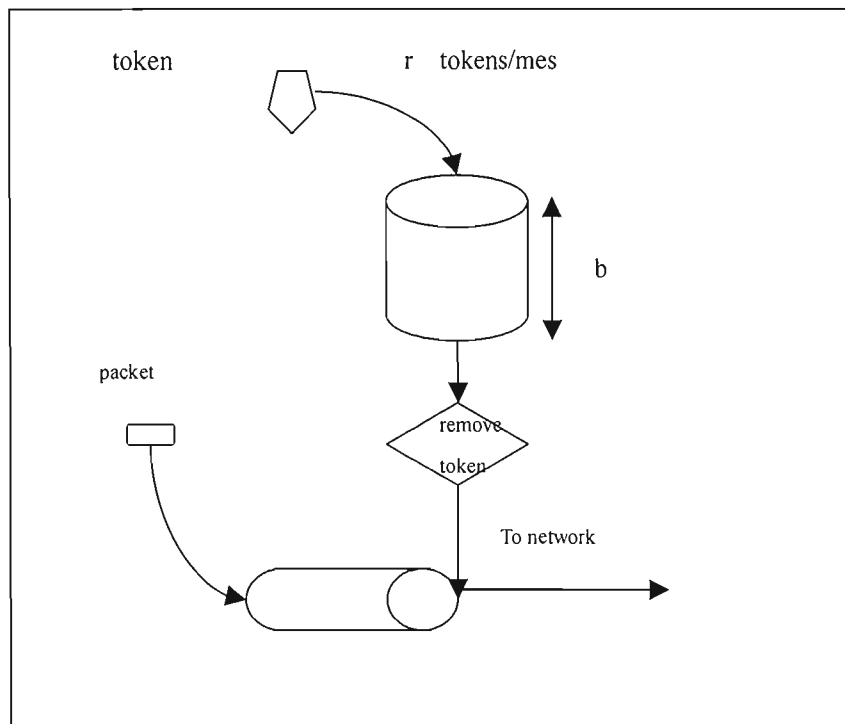 token r tokens/mes
b
packet
remove
token
To network